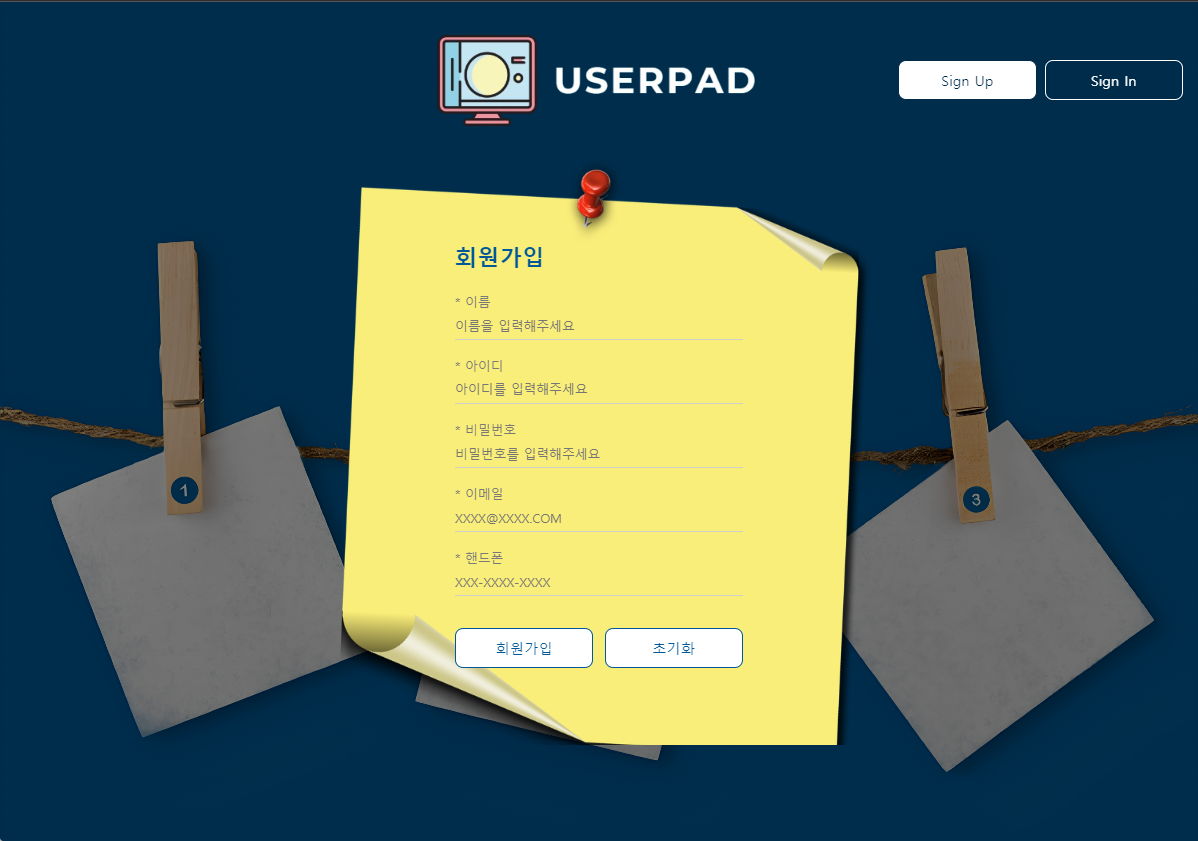 USERPAD
Sign Up
Sign In
회원가입
* 이름
이름을 입력해주세요
* 아이디
아이디를 입력해주세요
* 비밀번호
비밀번호를 입력해주세요
* 이메일
XXXX@XXXX.COM
* 핸드폰
XXX-XXXX-XXXX
회원가입
초기화
1
3